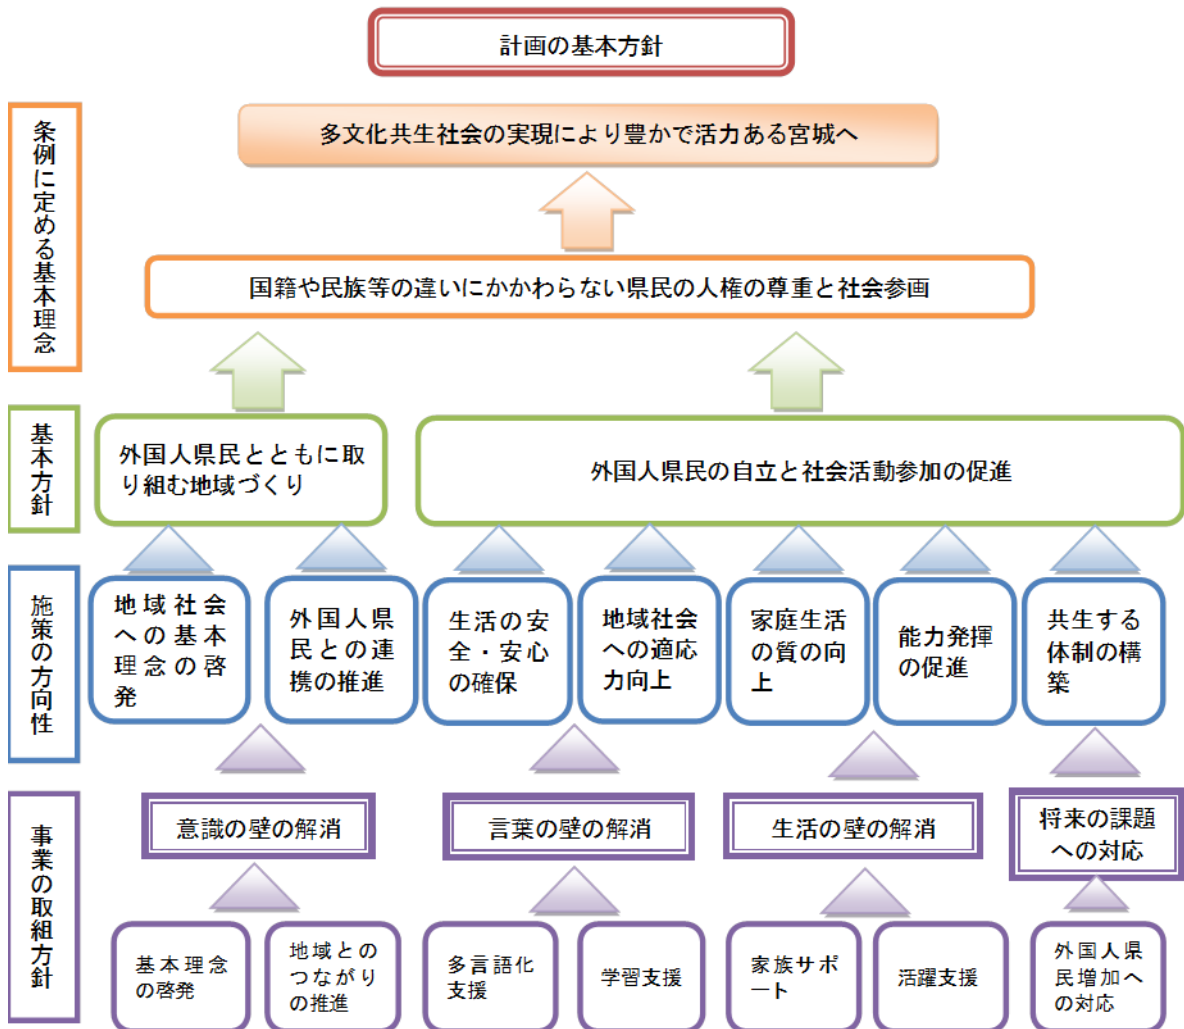 計画の基本方針
条例に定める基本理念
多文化共生社会の実現により豊かで活力ある宮城へ
国籍や民族等の違いにかかわらない県民の人権の尊重と社会参画
基本方針
外国人県民とともに取
り組む地域づくり
外国人県民の自立と社会活動参加の促進
施策の方向性
地域社会
への基本
理念の啓
発
外国人県
民との連
携の推進
生活の安
全・安心
の確保
地域社会
への適応
力向上
家庭生活
の質の向
上
能力発揮
の促進
共生する
体制の構
築
事業の取組方針
意識の壁の解消
言葉の壁の解消
生活の壁の解消
将来の課題
への対応
基本理念
の啓発
地域との
つながり
の推進
多言語化
支援
学習支援
家族サポ
ート
活躍支援
外国人県
民増加へ
の対応